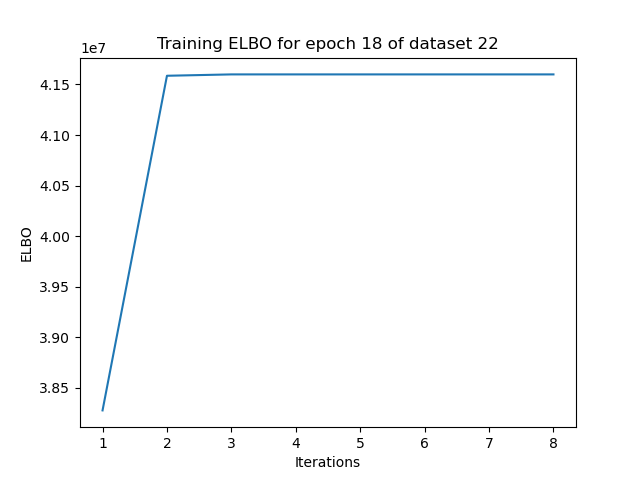 Training ELBO for epoch 18 of dataset 22
1e7
4.15
4.10
4.05
4.00
3.95
3.90
3.85
ELBO
1 2 3 4 5 6 7 8
Iterations